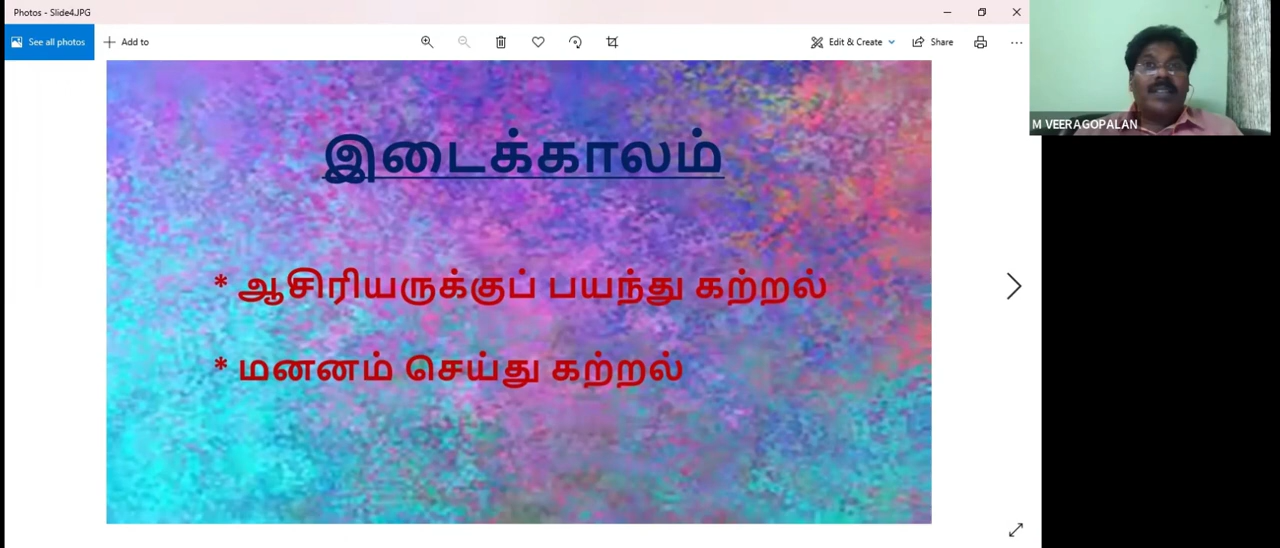 Photos - Slide4.JPG
See all photos
Add to
Edit & Create
Share
M VEERAGOPALAN
இடைக்காலம்
* ஆசிரியருக்குப் பயந்து கற்றல்
* மனனம் செய்து கற்றல்